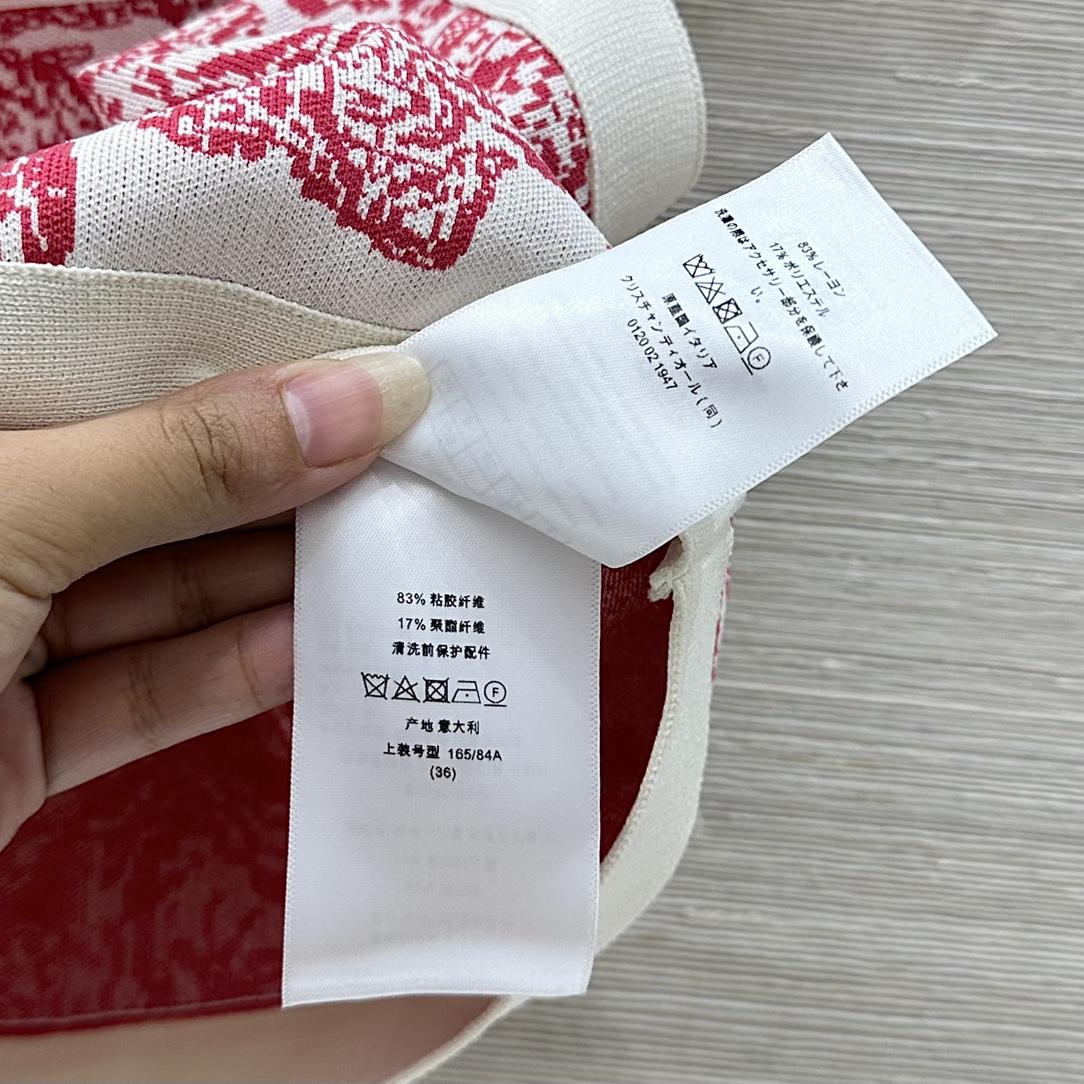 83% レーヨン
17% ポリエステル
洗濯の際はアクセサリー部分を保護して下さ
い。
F
原産国イタリア
クリスチャン ディオール (同)
0120 02 1947
83% 粘胶纤维
17% 聚酯纤维
清洗前保护配件
F
产地 意大利
上装号型 165/84A
(36)